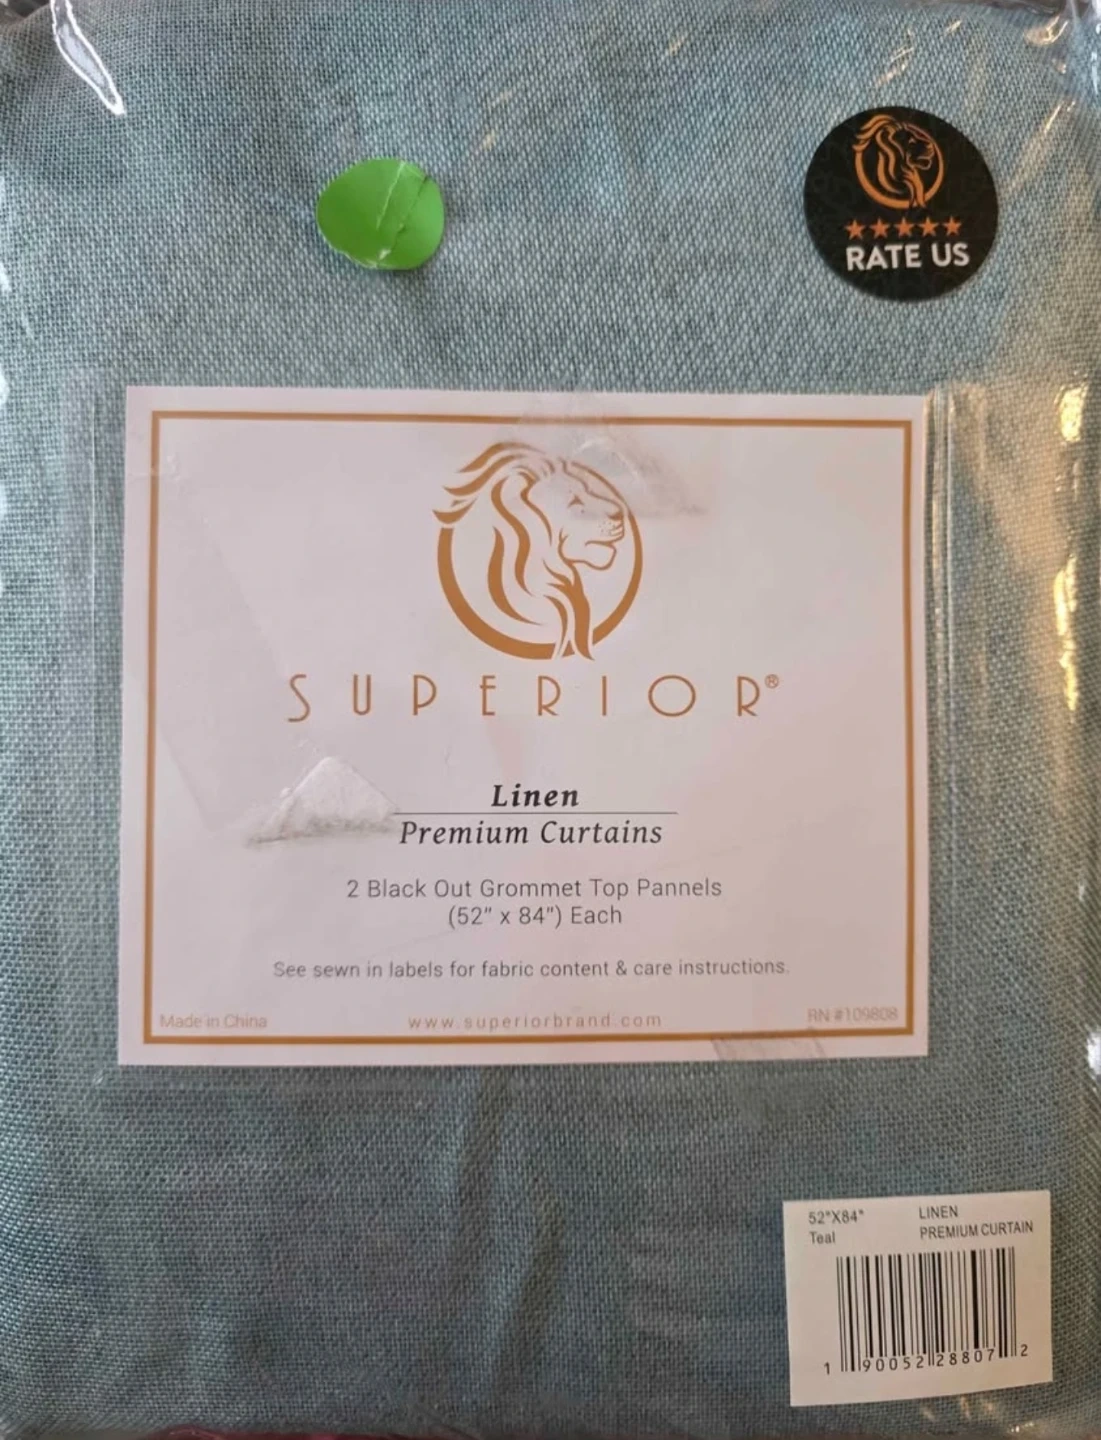 RATE US
SUPERIOR®
Linen
Premium Curtains
2 Black Out Grommet Top Pannels
(52" x 84") Each
See sewn in labels for fabric content & care instructions.
Made in China
www.superiorbrand.com
RN #109808
52"X84" LINEN
Teal PREMIUM CURTAIN
1 90052 28807 2